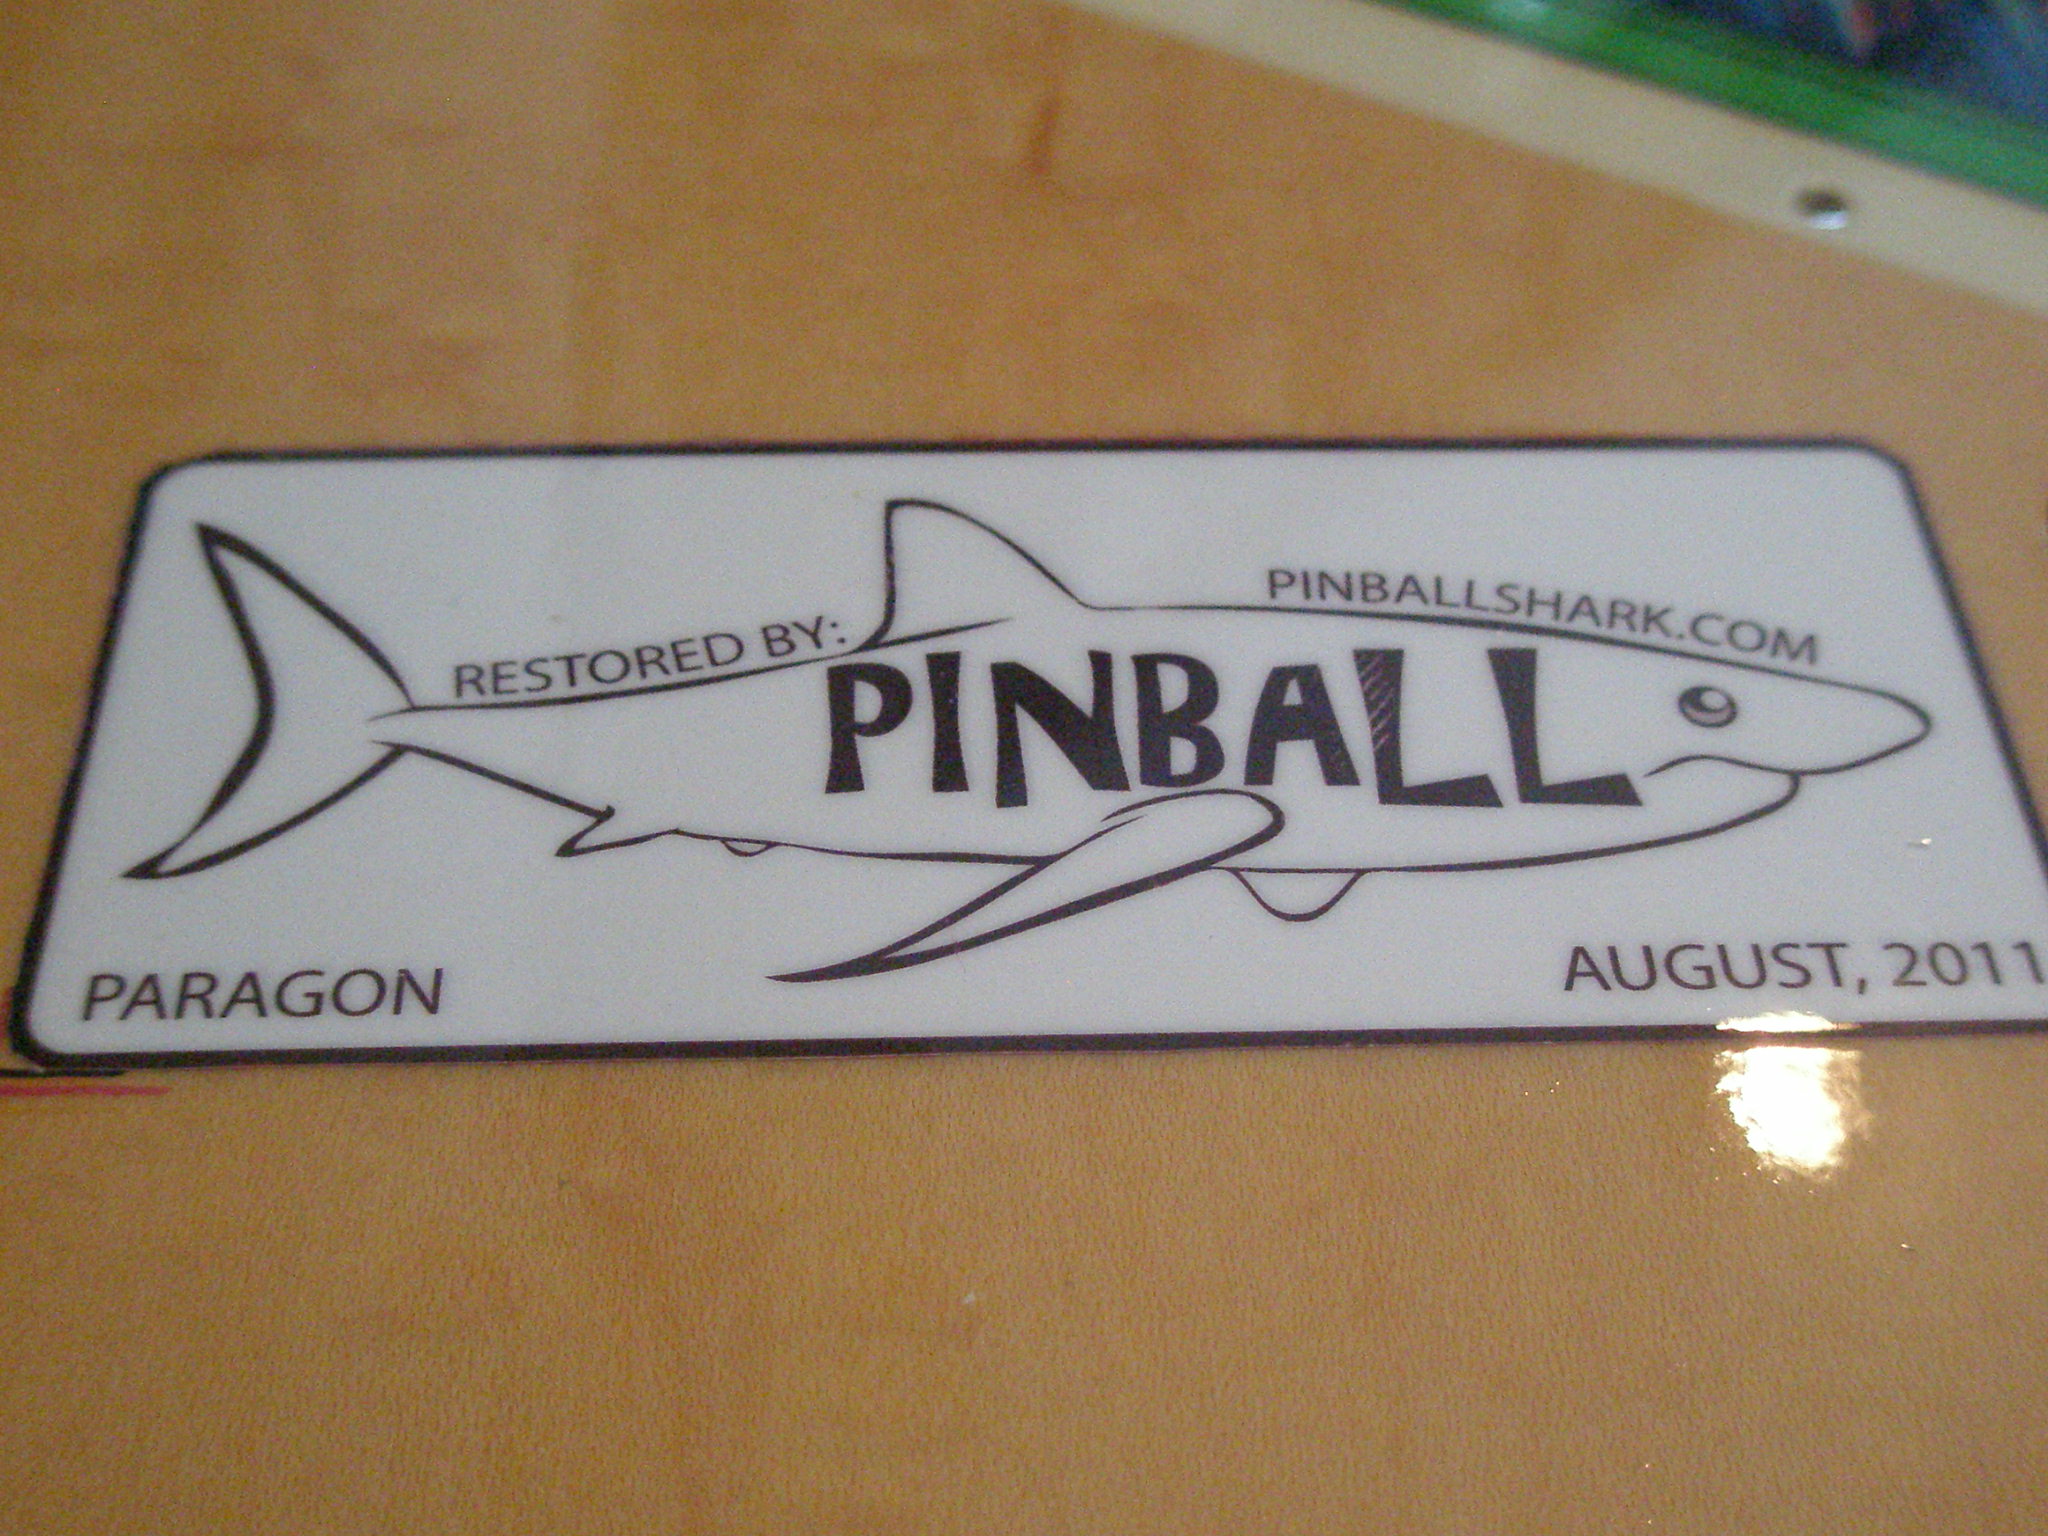 RESTORED BY:
PINBALLSHARK.COM
PINBALL
PARAGON
AUGUST, 2011